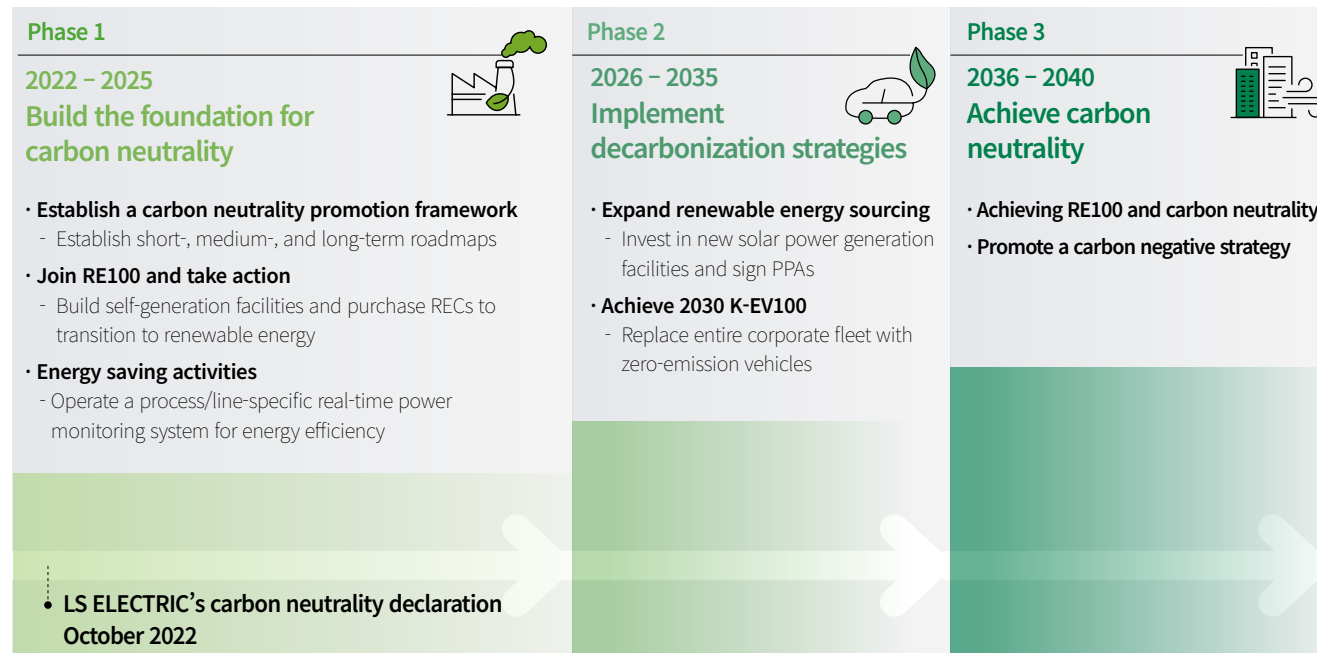 Phase 1
2022 – 2025
Build the foundation for
carbon neutrality
· Establish a carbon neutrality promotion framework
- Establish short-, medium-, and long-term roadmaps
· Join RE100 and take action
- Build self-generation facilities and purchase RECs to
transition to renewable energy
· Energy saving activities
- Operate a process/line-specific real-time power
monitoring system for energy efficiency
• LS ELECTRIC's carbon neutrality declaration
October 2022
Phase 2
2026 – 2035
Implement
decarbonization strategies
· Expand renewable energy sourcing
- Invest in new solar power generation
facilities and sign PPAs
· Achieve 2030 K-EV100
- Replace entire corporate fleet with
zero-emission vehicles
Phase 3
2036 – 2040
Achieve carbon
neutrality
· Achieving RE100 and carbon neutrality
· Promote a carbon negative strategy